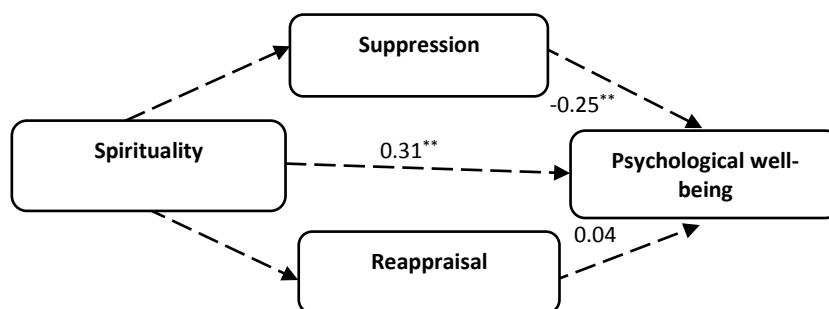 Suppression
-0.25**
Spirituality
0.31**
Psychological well-
being
0.04
Reappraisal